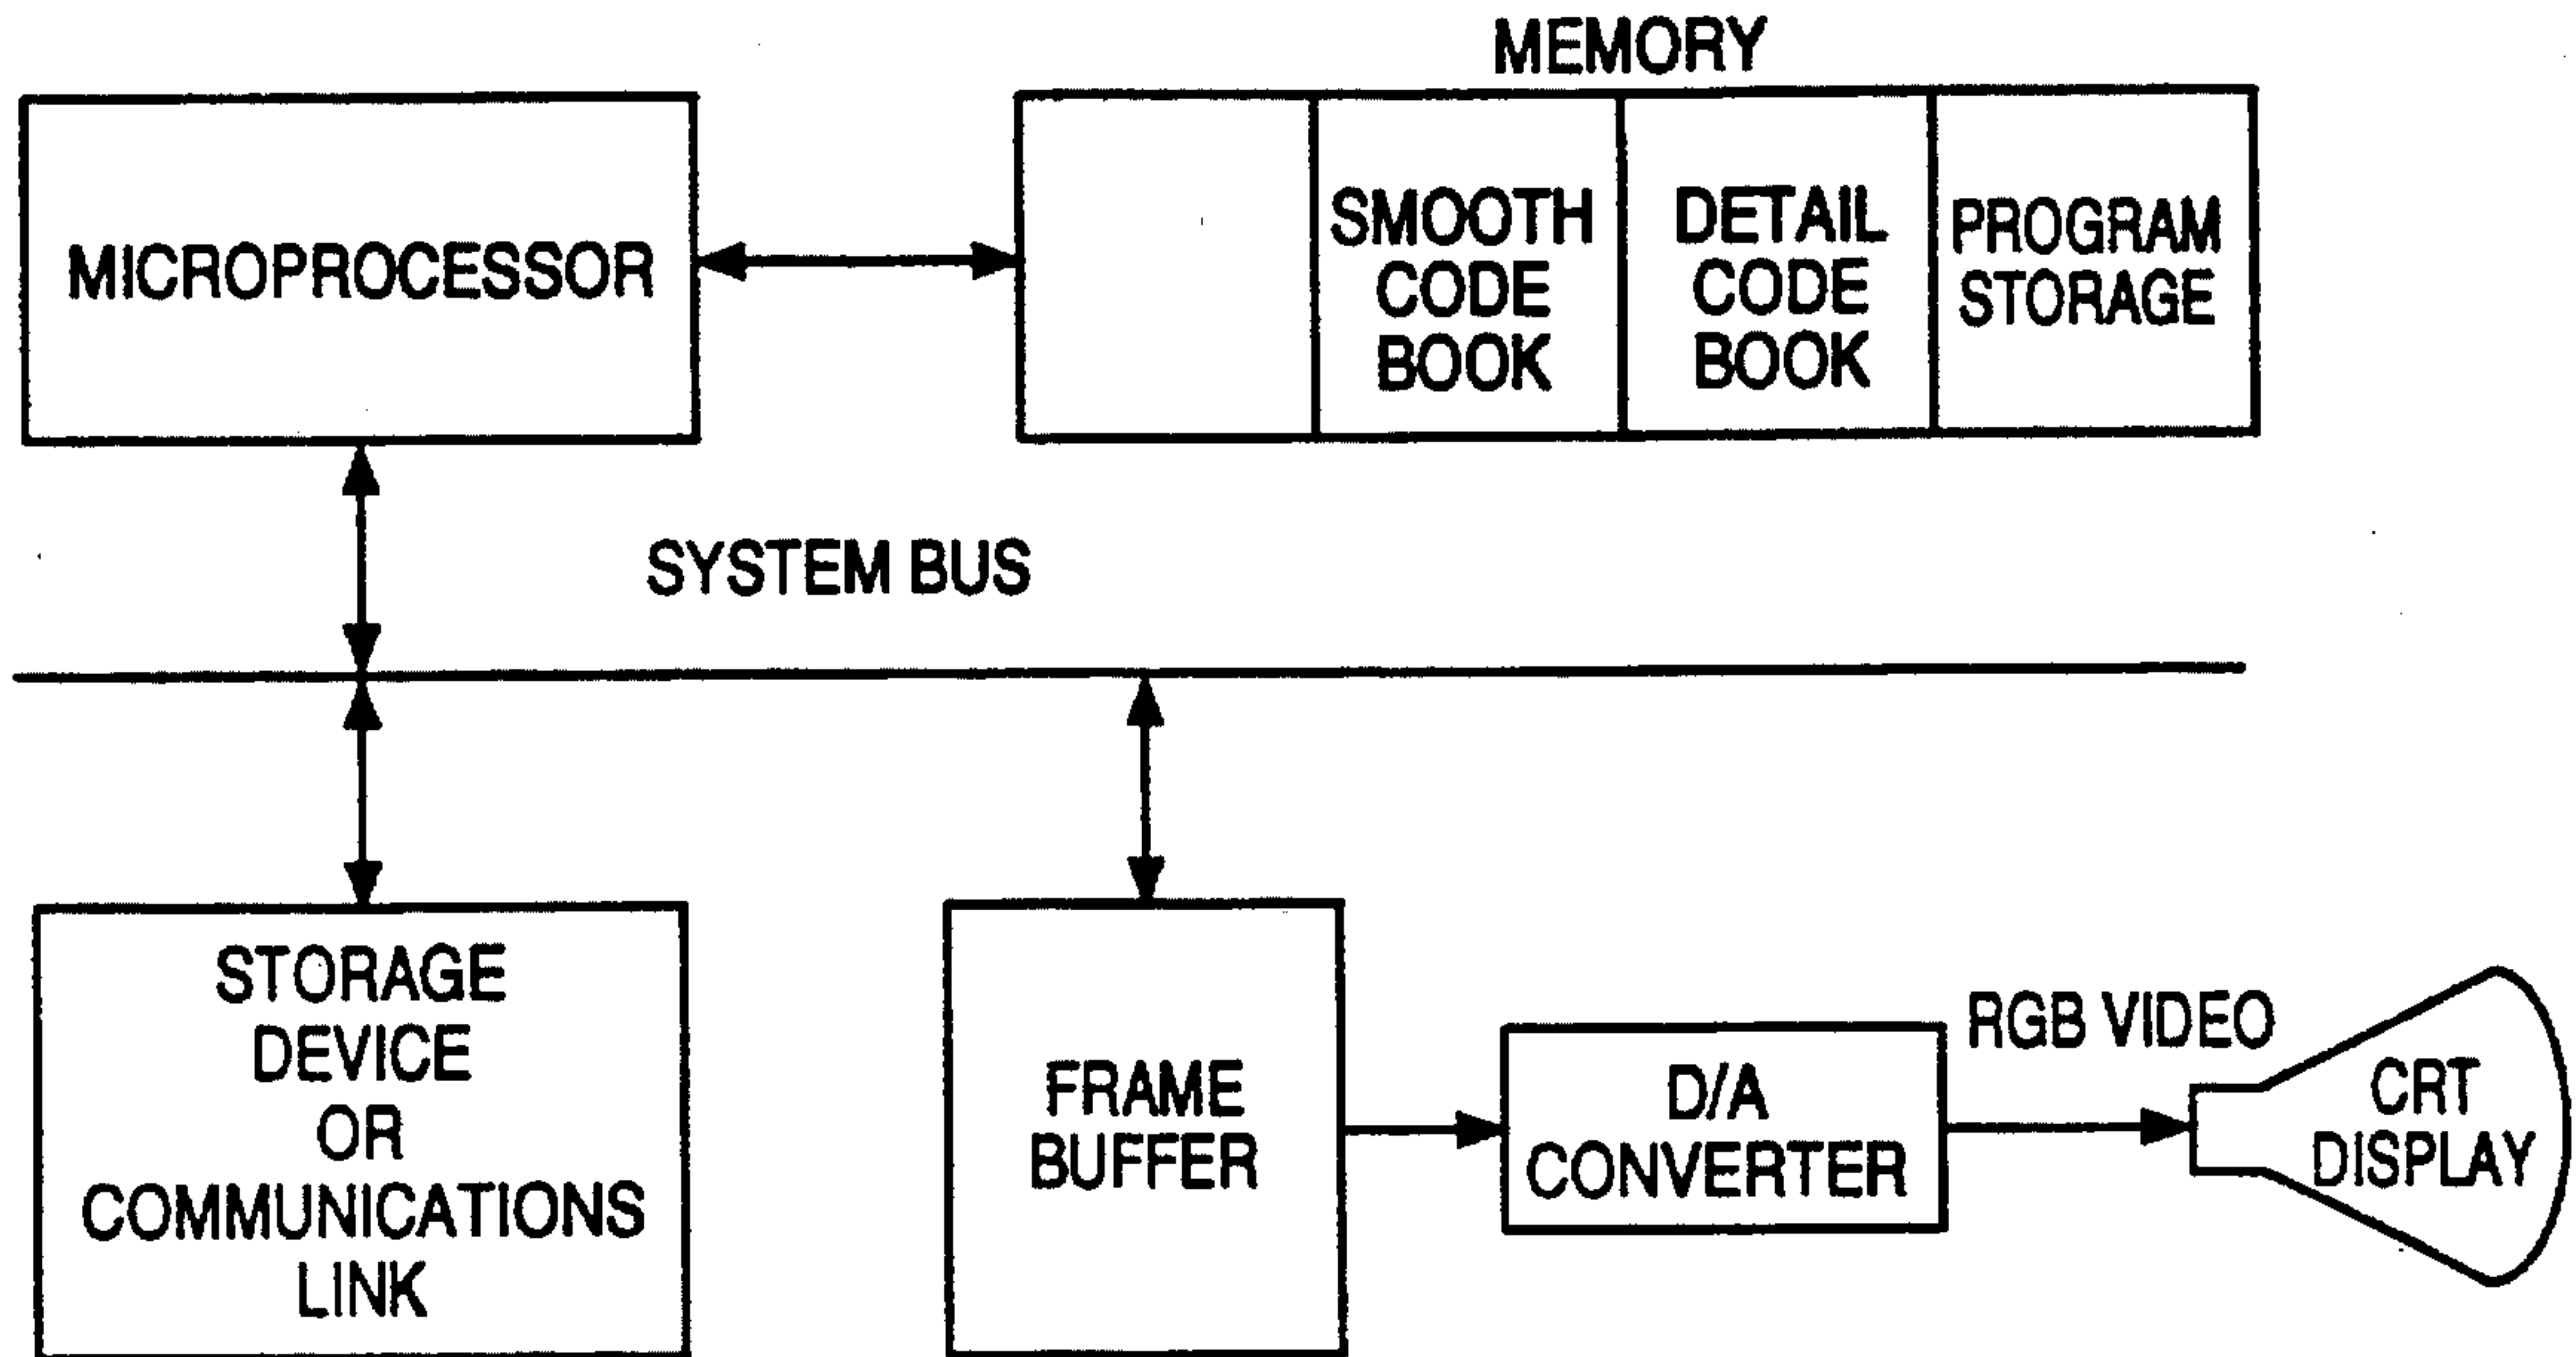 MEMORY
MICROPROCESSOR
SMOOTH
CODE
BOOK
DETAIL
CODE
BOOK
PROGRAM
STORAGE
SYSTEM BUS
STORAGE
DEVICE
OR
COMMUNICATIONS
LINK
FRAME
BUFFER
D/A
CONVERTER
RGB VIDEO
CRT
DISPLAY